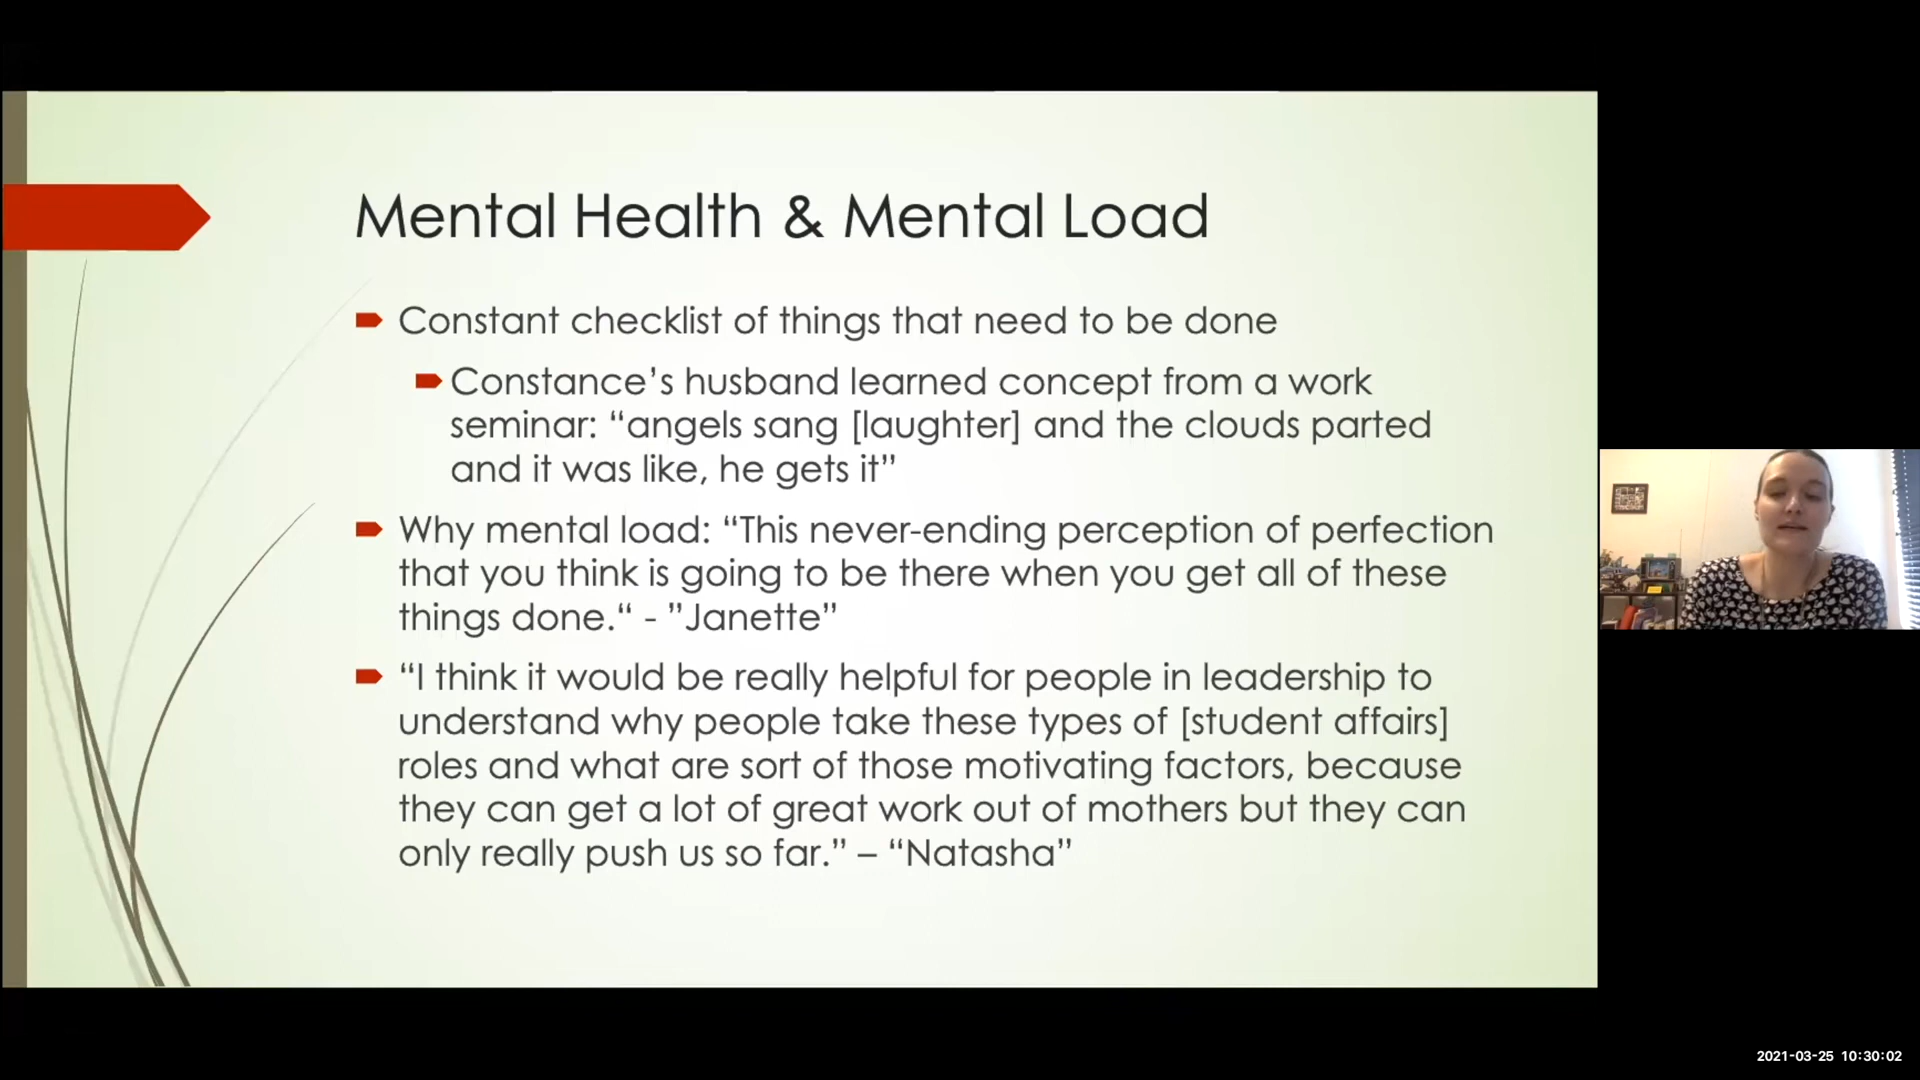 Mental Health & Mental Load
Constant checklist of things that need to be done
Constance’s husband learned concept from a work
seminar: “angels sang [laughter] and the clouds parted
and it was like, he gets it”
Why mental load: “This never-ending perception of perfection
that you think is going to be there when you get all of these
things done.“ - ”Janette”
“I think it would be really helpful for people in leadership to
understand why people take these types of [student affairs]
roles and what are sort of those motivating factors, because
they can get a lot of great work out of mothers but they can
only really push us so far.” – “Natasha”
2021-03-25 10:30:02